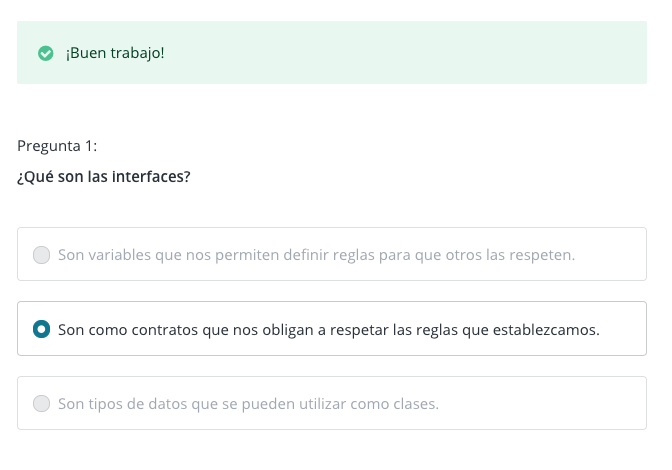 ¡Buen trabajo!
Pregunta 1:
¿Qué son las interfaces?
Son variables que nos permiten definir reglas para que otros las respeten.
Son como contratos que nos obligan a respetar las reglas que establezcamos.
Son tipos de datos que se pueden utilizar como clases.